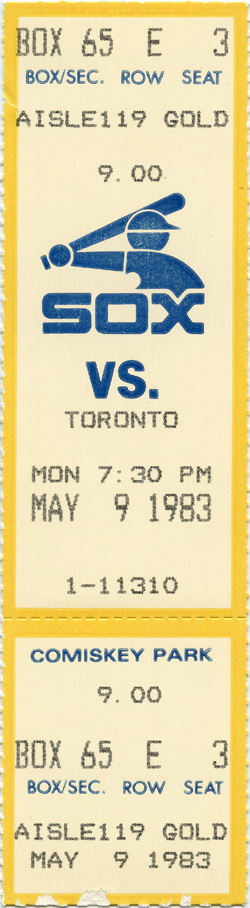 BOX 65 E 3
BOX/SEC. ROW SEAT
AISLE119 GOLD
9.00
SOX
VS.
TORONTO
MON 7:30 PM
MAY 9 1983
1-11310
COMISKEY PARK
9.00
BOX 65 E 3
BOX/SEC. ROW SEAT
AISLE119 GOLD
MAY 9 1983